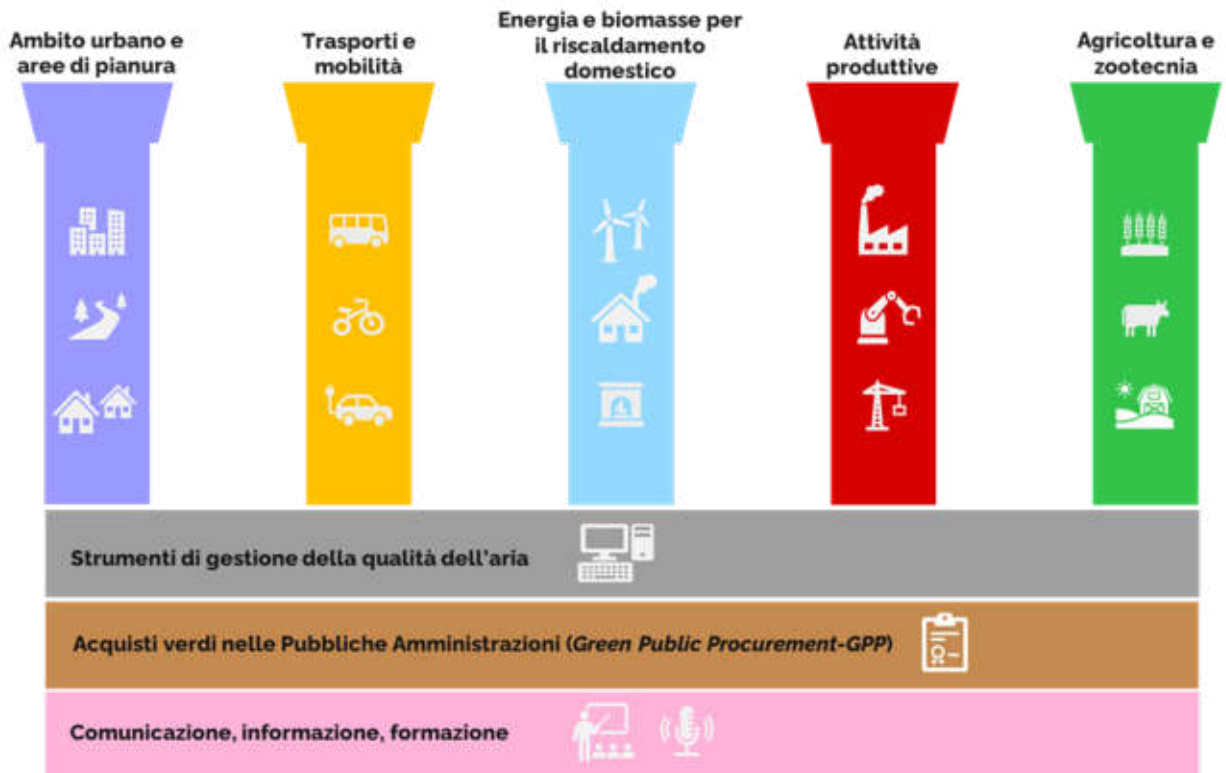 Ambito urbano e
aree di pianura
Trasporti e
mobilità
Energia e biomasse per
il riscaldamento
domestico
Attività
produttive
Agricoltura e
zootecnia
Strumenti di gestione della qualità dell'aria
Acquisti verdi nelle Pubbliche Amministrazioni (Green Public Procurement-GPP)
Comunicazione, informazione, formazione